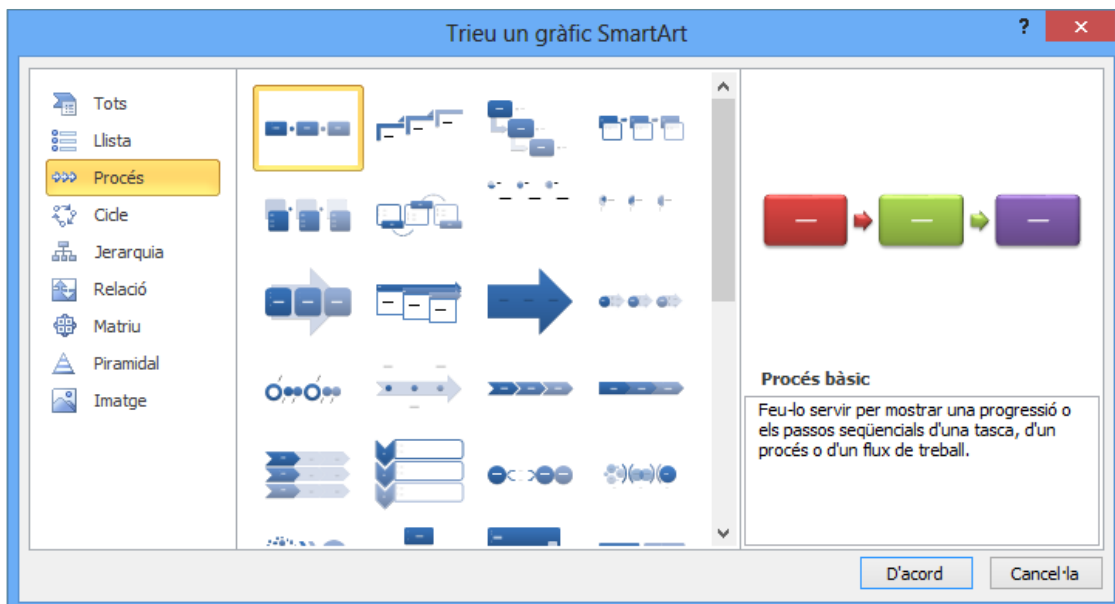 Trieu un gràfic SmartArt
?
Tots
Llista
Procés
Cicle
Jerarquia
Relació
Matriu
Piramidal
Imatge
Procés bàsic
Feu-lo servir per mostrar una progressió o
els passos seqüencials d'una tasca, d'un
procés o d'un flux de treball.
D'acord
Cancel·la